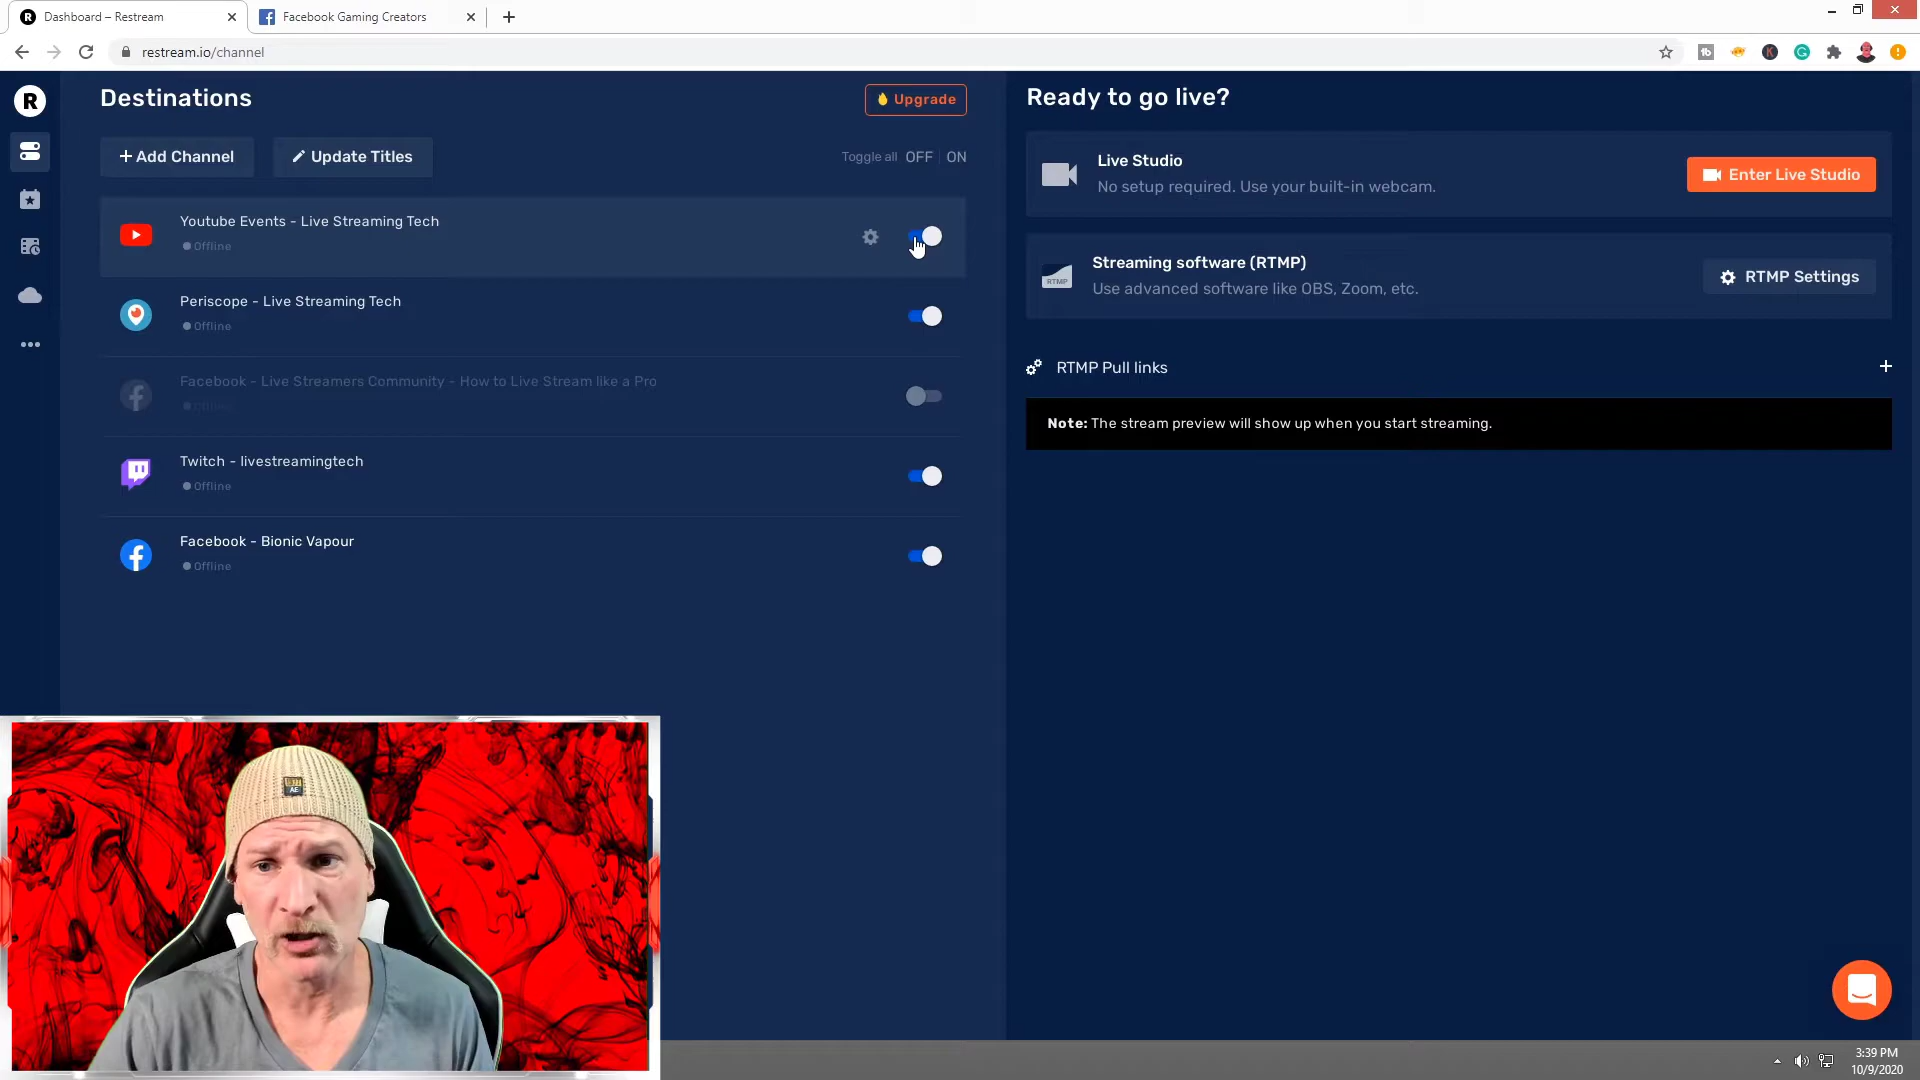 Dashboard – Restream
Facebook Gaming Creators
restream.io/channel
Destinations
Upgrade
+ Add Channel
Update Titles
Toggle all OFF ON
Youtube Events - Live Streaming Tech
Offline
Periscope - Live Streaming Tech
Offline
Facebook - Live Streamers Community - How to Live Stream like a Pro
Offline
Twitch - livestreamingtech
Offline
Facebook - Bionic Vapour
Offline
Ready to go live?
Live Studio
No setup required. Use your built-in webcam.
Enter Live Studio
RTMP
Streaming software (RTMP)
Use advanced software like OBS, Zoom, etc.
RTMP Settings
RTMP Pull links
Note: The stream preview will show up when you start streaming.
AE
3:39 PM
10/9/2020